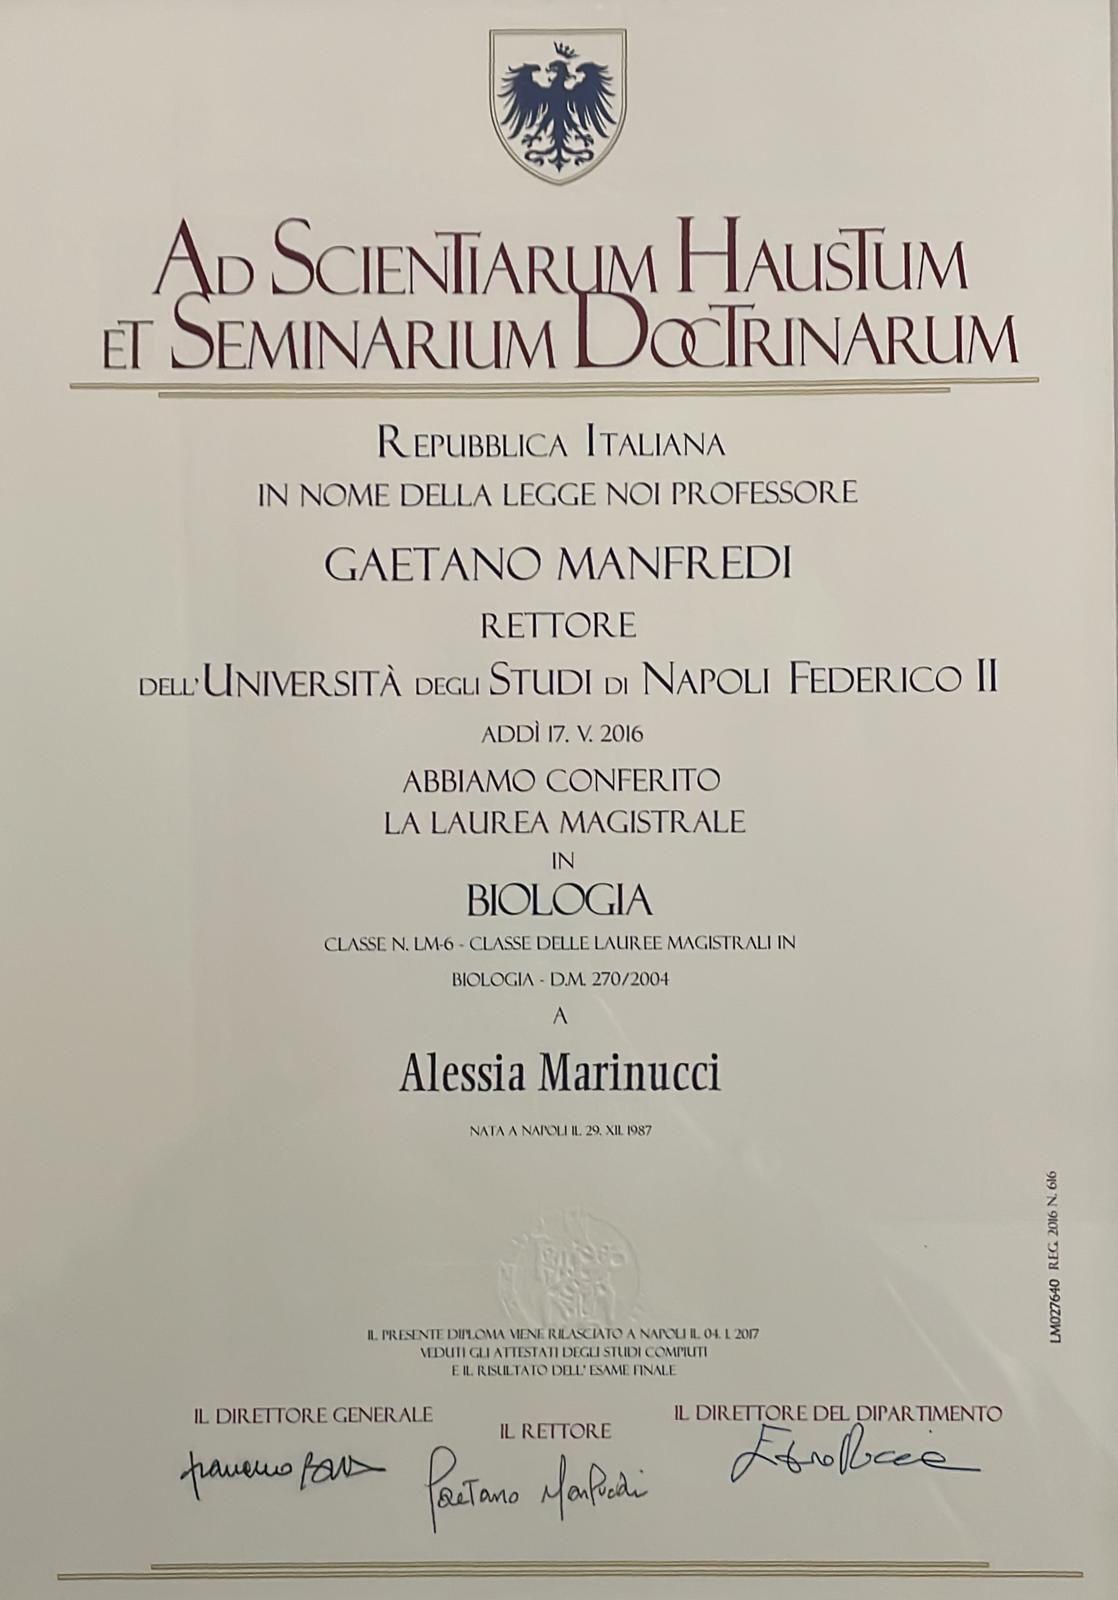 AD SCIENTIARUM HAUSTUM
ET SEMINARIUM DOCTRINARUM
REPUBBLICA ITALIANA
IN NOME DELLA LEGGE NOI PROFESSORE
GAETANO MANFREDI
RETTORE
DELL'UNIVERSITÀ DEGLI STUDI DI NAPOLI FEDERICO II
ADDÌ 17. V. 2016
ABBIAMO CONFERITO
LA LAUREA MAGISTRALE
IN
BIOLOGIA
CLASSE N. LM-6 - CLASSE DELLE LAUREE MAGISTRALI IN
BIOLOGIA - D.M. 270/2004
A
Alessia Marinucci
NATA A NAPOLI IL 29. XII. 1987
LM027640 REG. 2016 N. 616
IL PRESENTE DIPLOMA VIENE RILASCIATO A NAPOLI IL 04. I. 2017
VEDUTI GLI ATTESTATI DEGLI STUDI COMPIUTI
E IL RISULTATO DELL'ESAME FINALE
IL DIRETTORE GENERALE
IL RETTORE
IL DIRETTORE DEL DIPARTIMENTO
Gaetano Manfredi